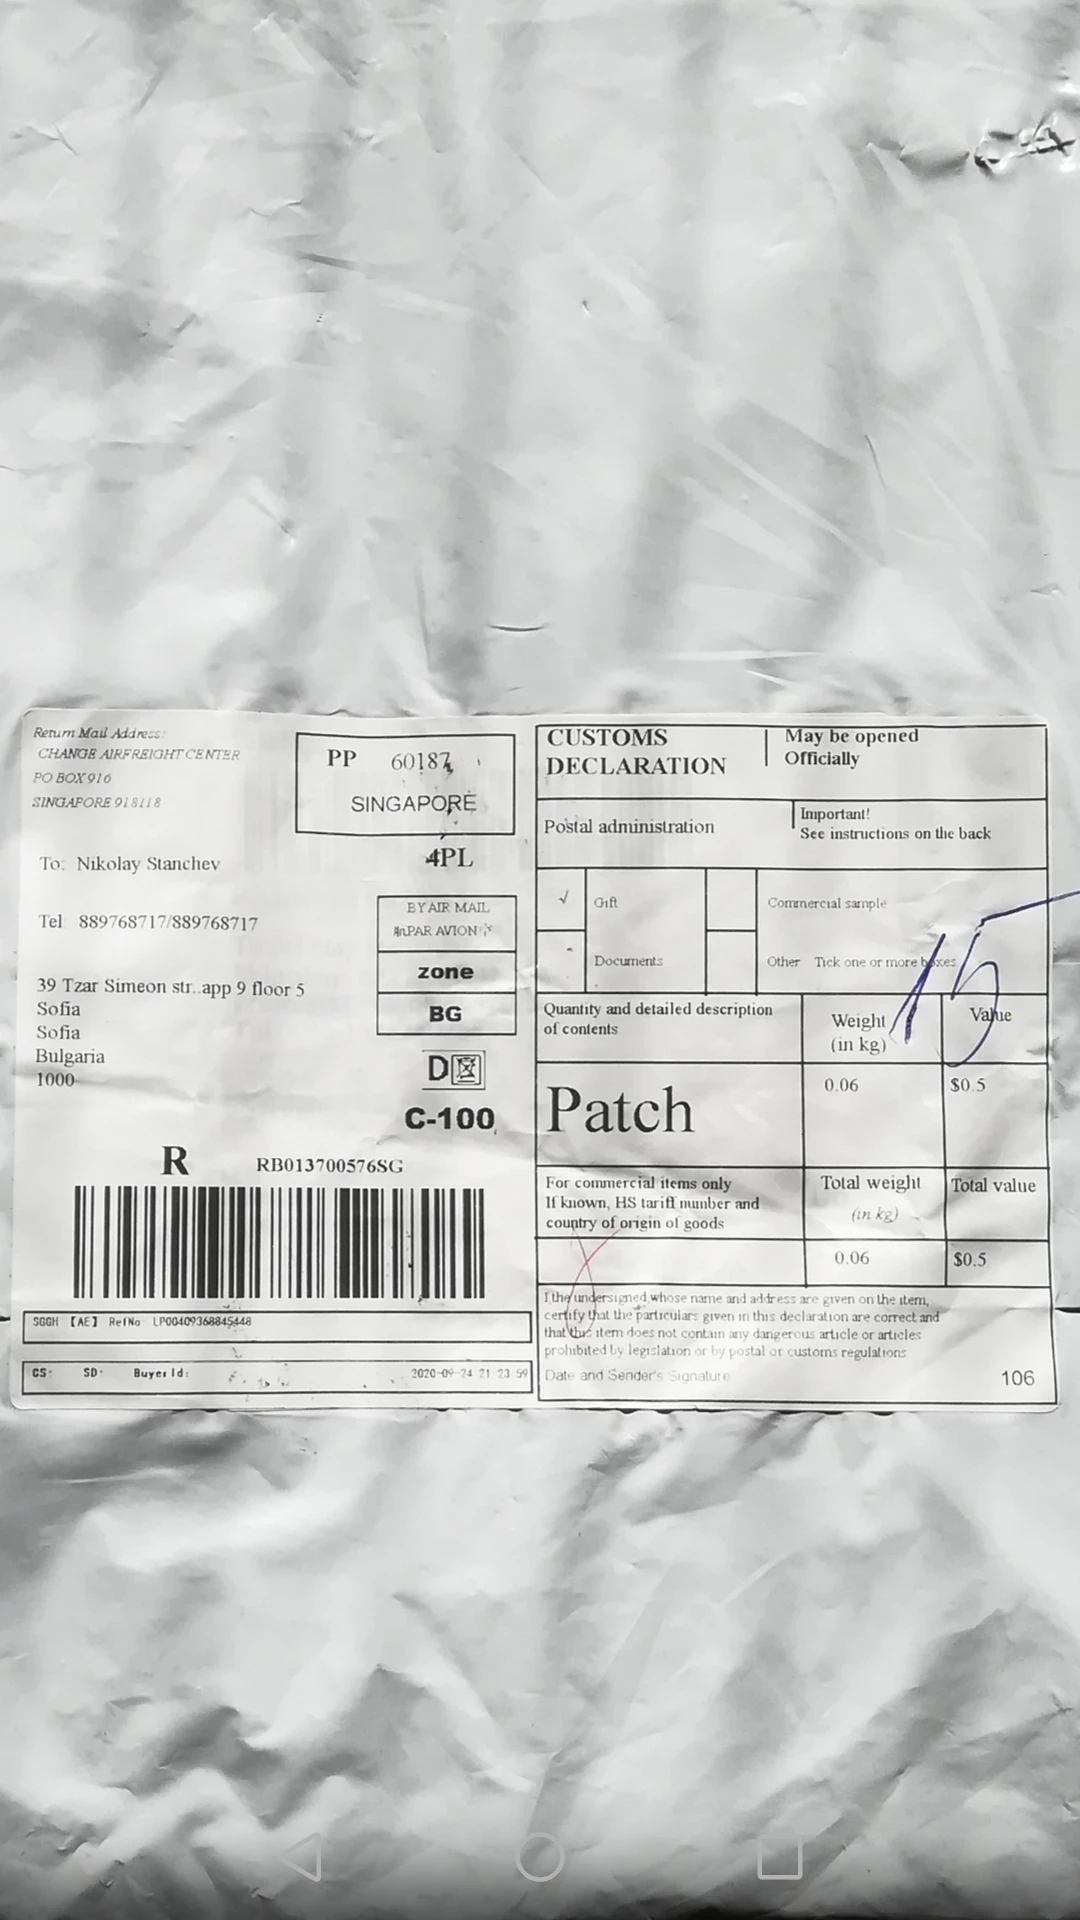 Return Mail Address:
CHANGE AIRFREIGHT CENTER
PO BOX 916
SINGAPORE 918118
PP 60187
SINGAPORE
4PL
To: Nikolay Stanchev
Tel 889768717/889768717
39 Tzar Simeon str..app 9 floor 5
Sofia
Sofia
Bulgaria
1000
BY AIR MAIL
PAR AVION
zone
BG
D
C-100
R RB013700576SG
SGGH 【AE】 RefNo LP00409368845448
CS: SD: Buyer Id:
2020-09-24 21 23 59
CUSTOMS
DECLARATION
May be opened
Officially
Postal administration
Important!
See instructions on the back
√ Gift
Commercial sample
Documents
Other Tick one or more boxes
15
Quantity and detailed description
of contents
Weight
(in kg)
Value
Patch
0.06
$0.5
For commercial items only
If known, HS tariff number and
country of origin of goods
Total weight
(in kg)
Total value
0.06
$0.5
I,the undersigned,whose name and address are given on the item,
certify that the particulars given in this declaration are correct and
that this item does not contain any dangerous article or articles
prohibited by legislation or by postal or customs regulations
Date and Sender's Signature
106